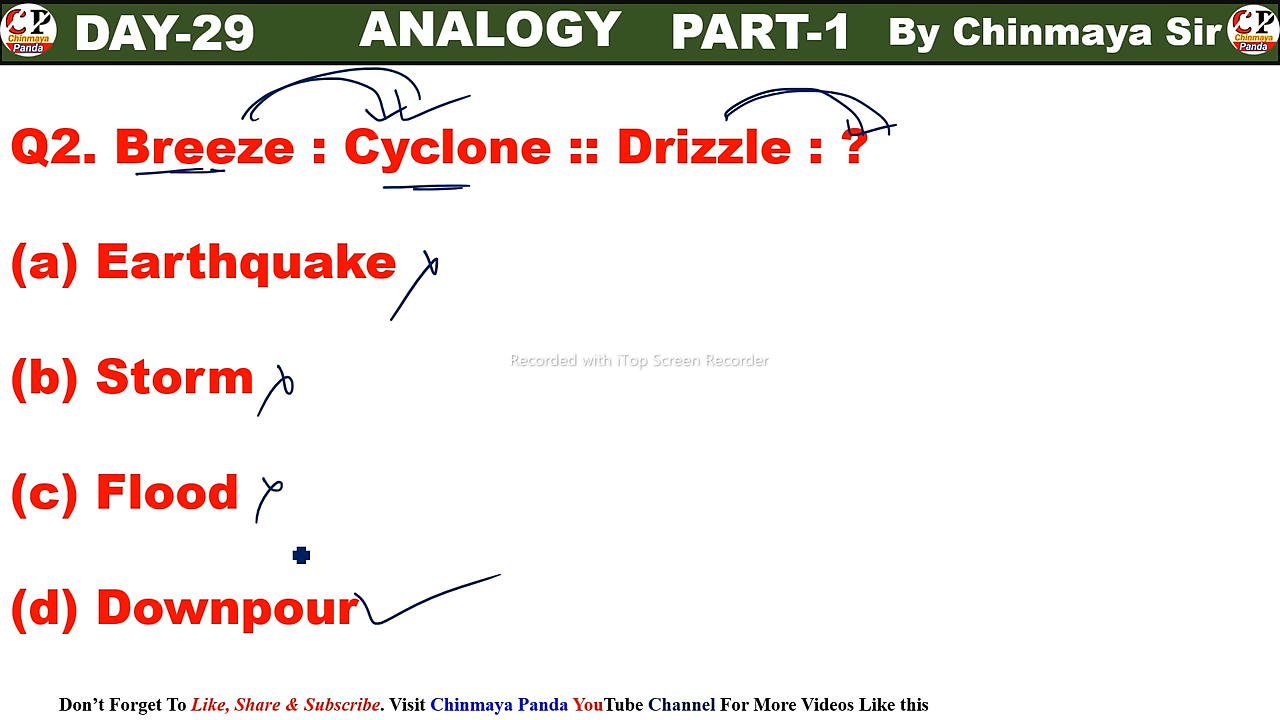 CP Chinmaya Panda DAY-29 ANALOGY PART-1 By Chinmaya Sir CP Chinmaya Panda
Q2. Breeze : Cyclone :: Drizzle : ?
(a) Earthquake
(b) Storm
Recorded with iTop Screen Recorder
(c) Flood
(d) Downpour
Don’t Forget To Like, Share & Subscribe. Visit Chinmaya Panda YouTube Channel For More Videos Like this